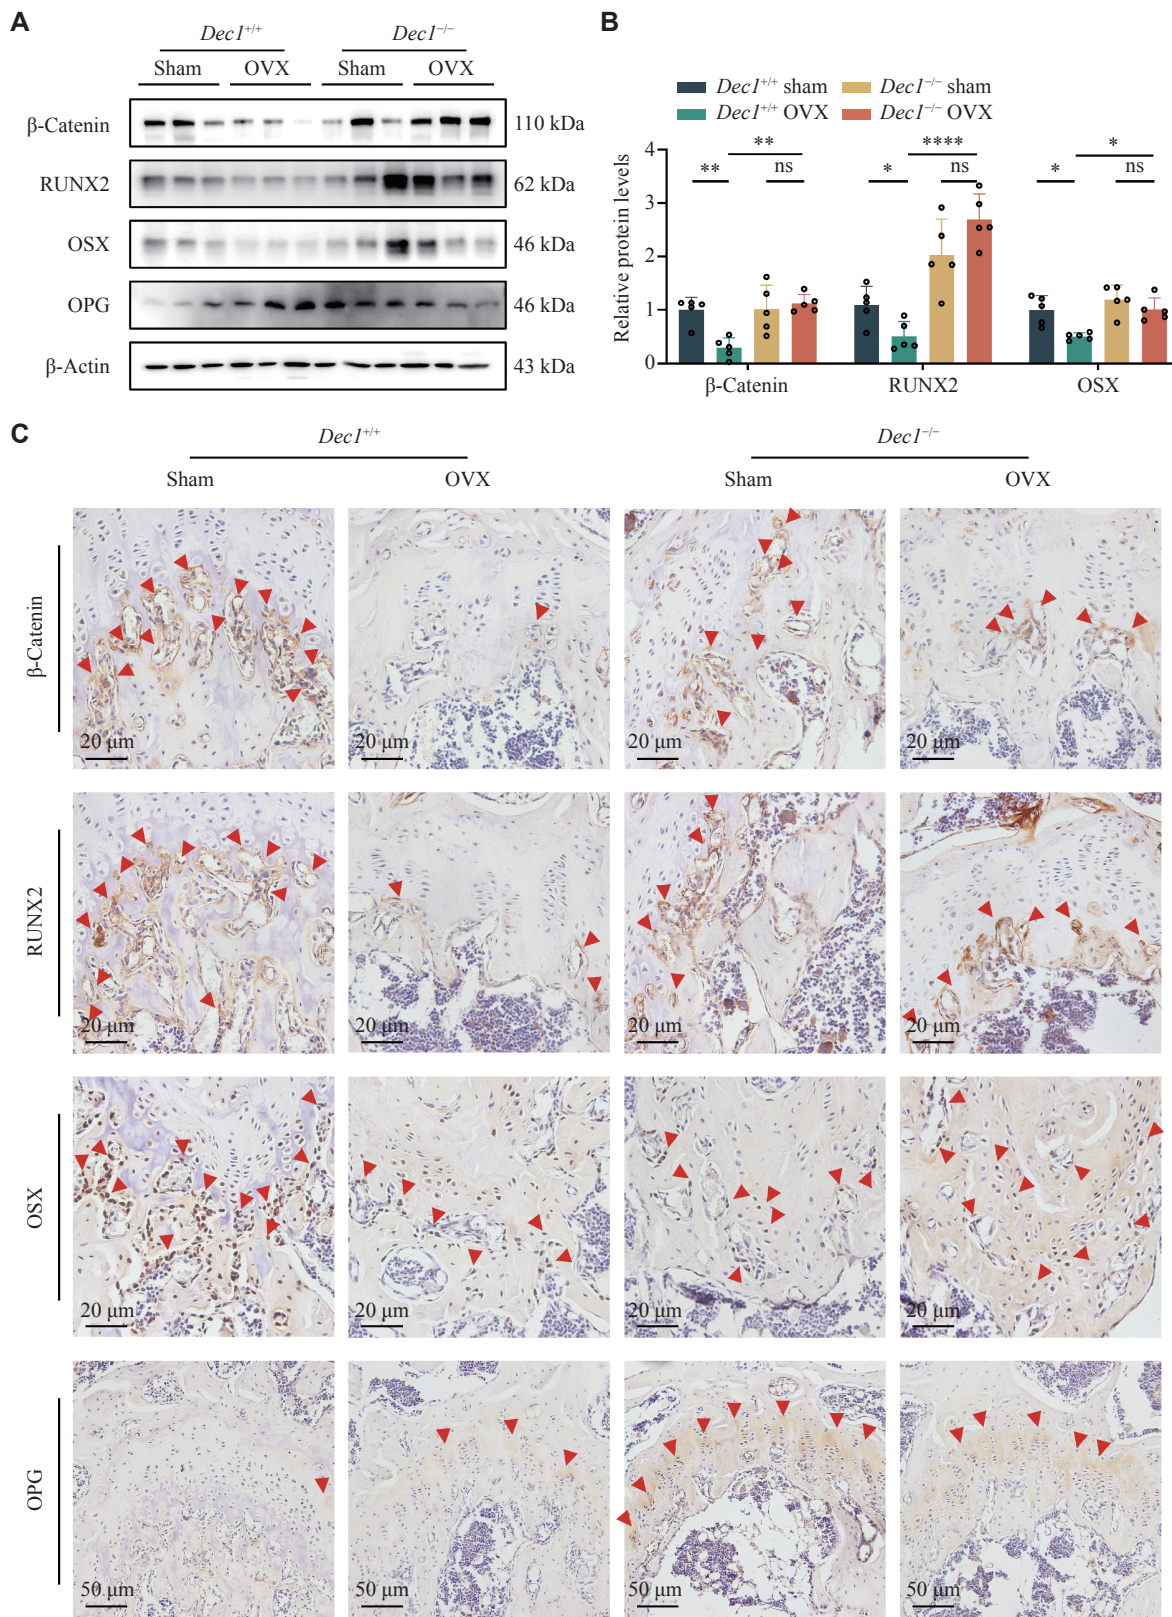 A
Dec1+/+
Dec1−/−
Sham
OVX
Sham
OVX
β-Catenin
110 kDa
RUNX2
62 kDa
OSX
46 kDa
OPG
46 kDa
β-Actin
43 kDa
B
Dec1+/+ sham
Dec1−/− sham
Dec1+/+ OVX
Dec1−/− OVX
Relative protein levels
4
3
2
1
0
**
**
ns
*
****
ns
*
*
ns
β-Catenin
RUNX2
OSX
C
Dec1+/+
Dec1−/−
Sham
OVX
Sham
OVX
β-Catenin
20 μm
20 μm
20 μm
20 μm
RUNX2
20 μm
20 μm
20 μm
20 μm
OSX
20 μm
20 μm
20 μm
20 μm
OPG
50 μm
50 μm
50 μm
50 μm